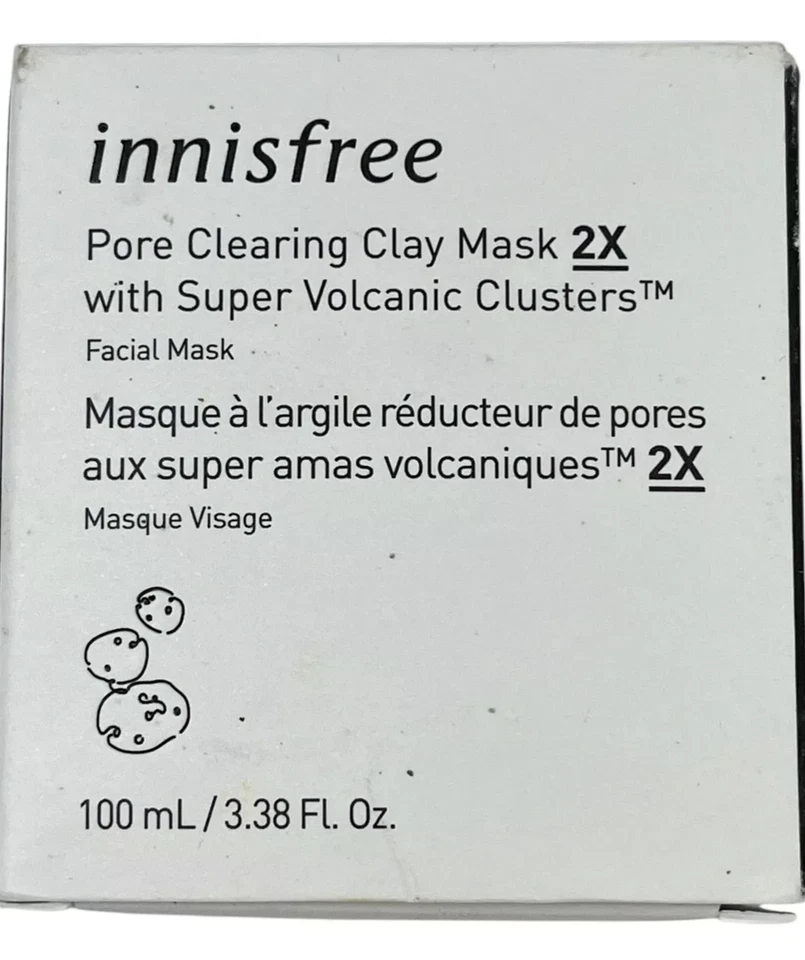 innisfree
Pore Clearing Clay Mask 2X
with Super Volcanic Clusters™
Facial Mask
Masque à l'argile réducteur de pores
aux super amas volcaniques™ 2X
Masque Visage
100 mL / 3.38 Fl. Oz.